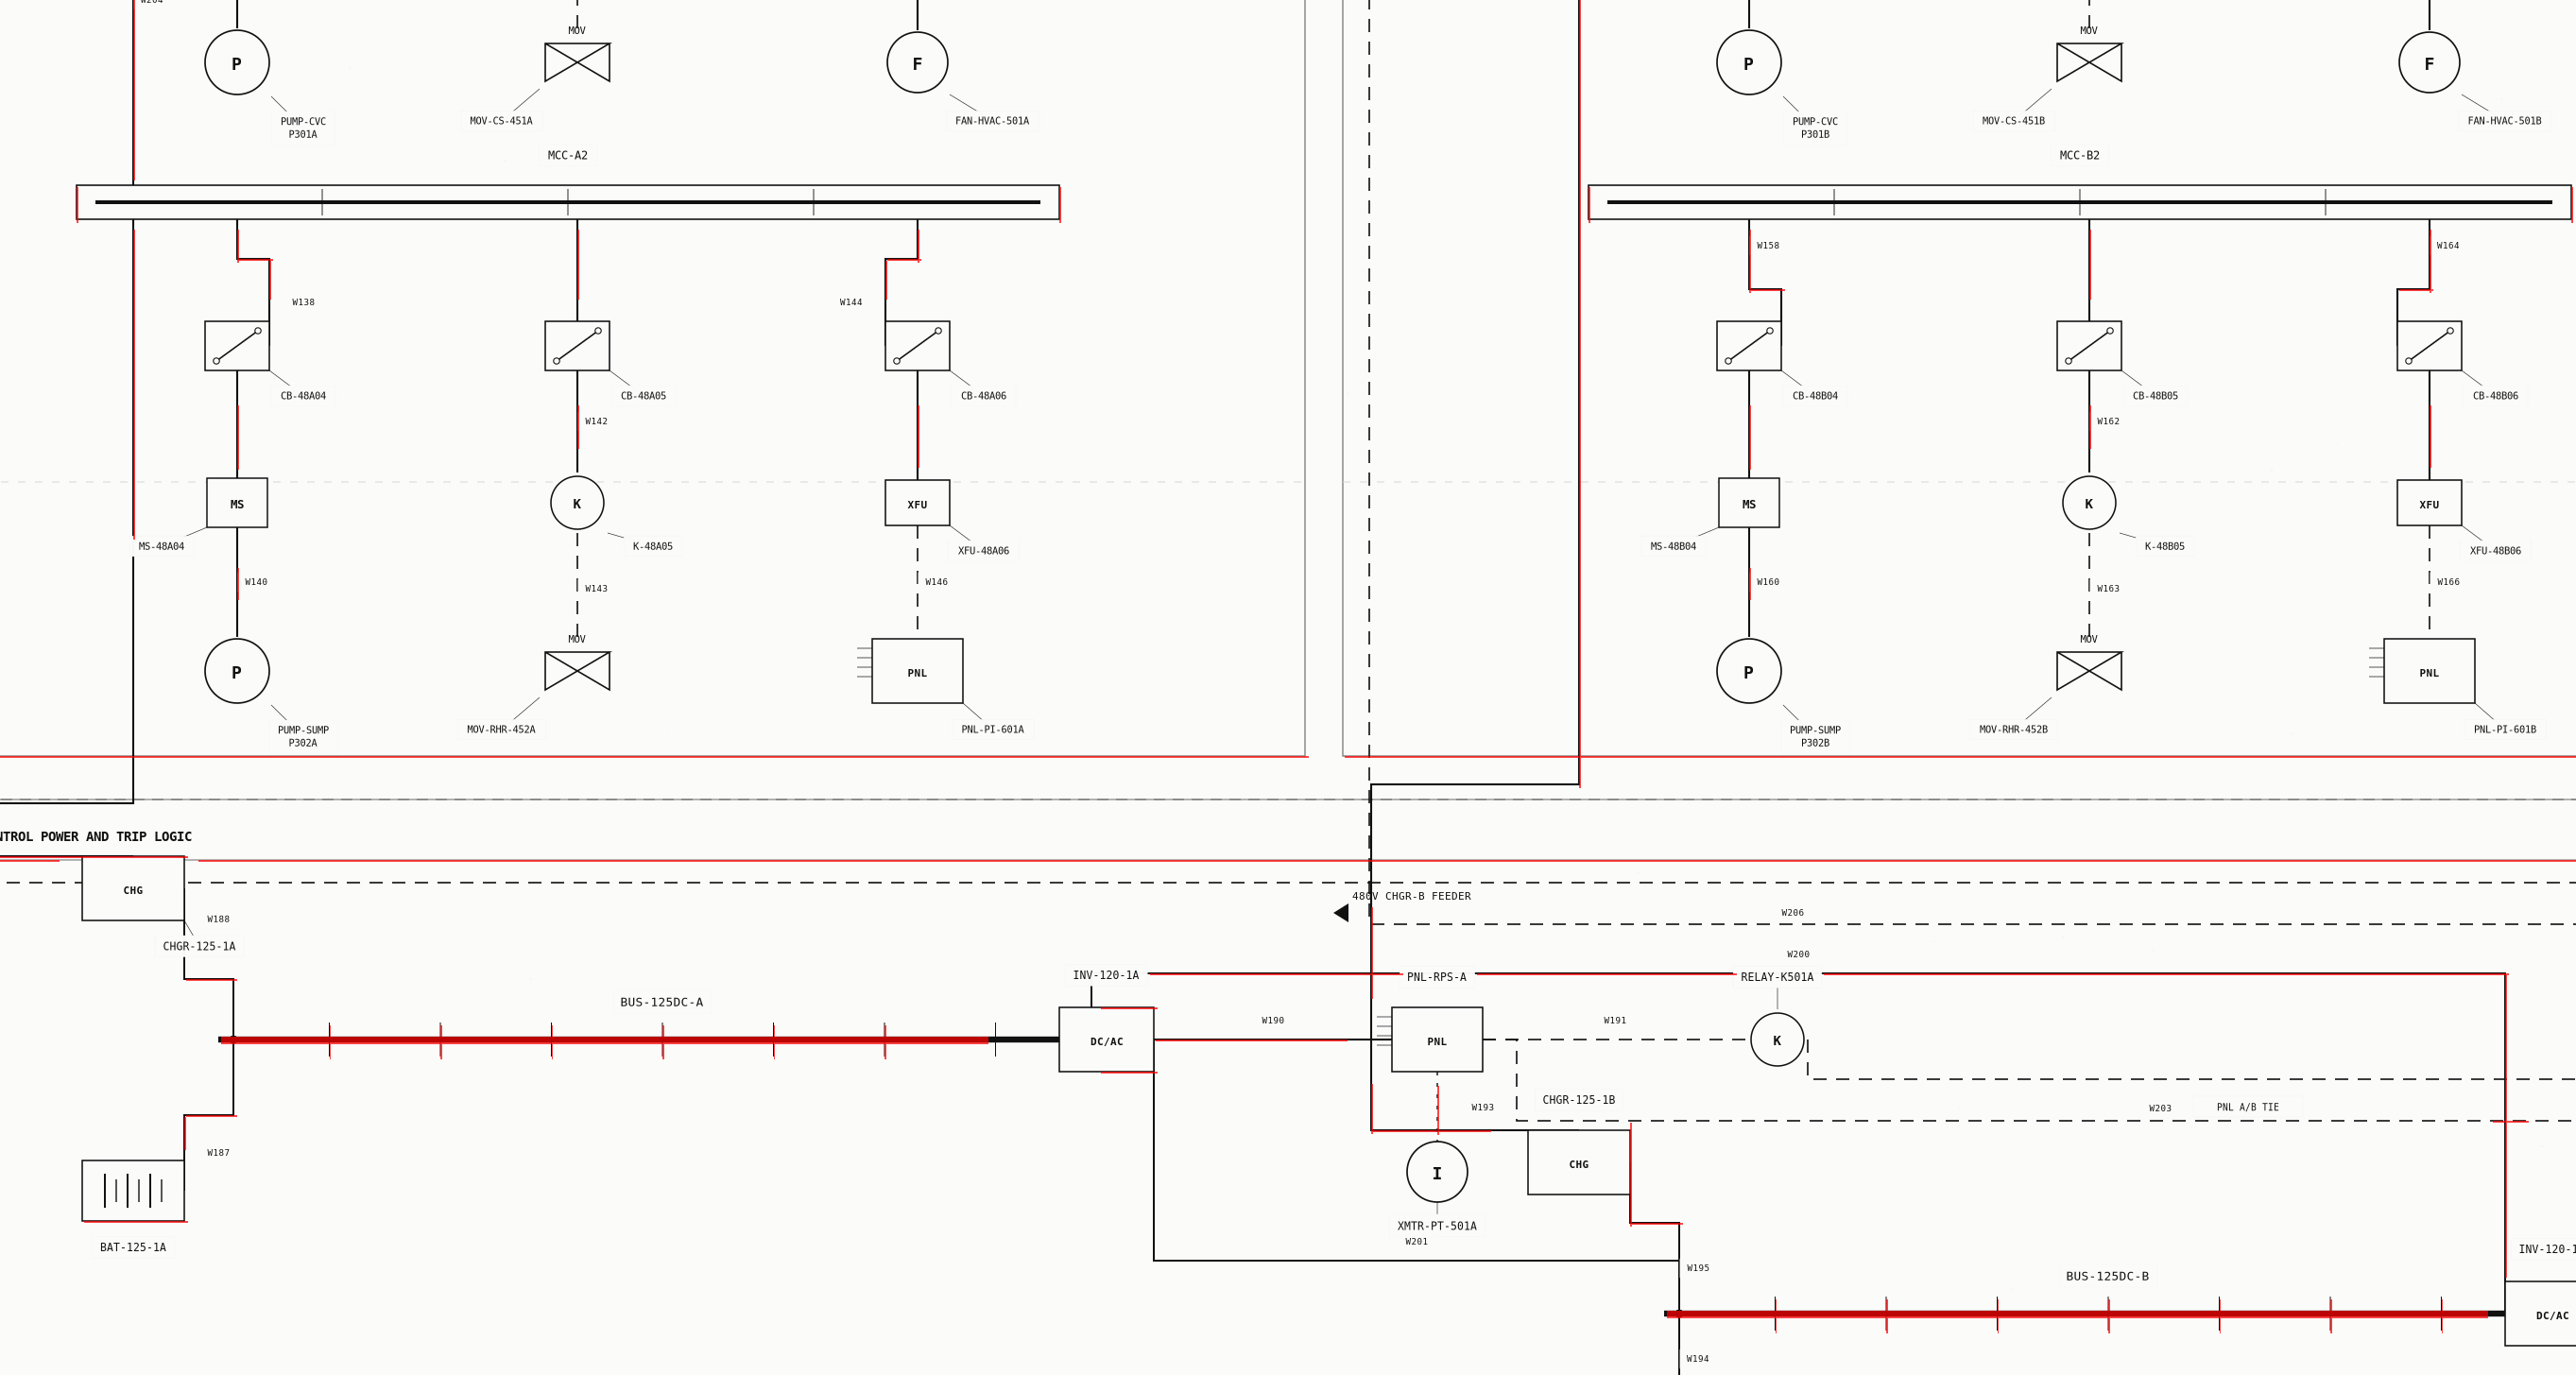 W204
MOV
MOV
P
F
P
F
PUMP-CVC
P301A
MOV-CS-451A
FAN-HVAC-501A
PUMP-CVC
P301B
MOV-CS-451B
FAN-HVAC-501B
MCC-A2
MCC-B2
W158
W164
W138
W144
CB-48A04
CB-48A05
CB-48A06
CB-48B04
CB-48B05
CB-48B06
W142
W162
MS
K
XFU
MS
K
XFU
MS-48A04
K-48A05
XFU-48A06
MS-48B04
K-48B05
XFU-48B06
W140
W143
W146
W160
W163
W166
MOV
MOV
P
PNL
P
PNL
PUMP-SUMP
P302A
MOV-RHR-452A
PNL-PI-601A
PUMP-SUMP
P302B
MOV-RHR-452B
PNL-PI-601B
NTROL POWER AND TRIP LOGIC
CHG
480V CHGR-B FEEDER
W188
W206
CHGR-125-1A
W200
INV-120-1A
PNL-RPS-A
RELAY-K501A
BUS-125DC-A
W190
W191
DC/AC
PNL
K
CHGR-125-1B
W193
W203
PNL A/B TIE
W187
CHG
I
XMTR-PT-501A
W201
BAT-125-1A
INV-120-1
W195
BUS-125DC-B
DC/AC
W194